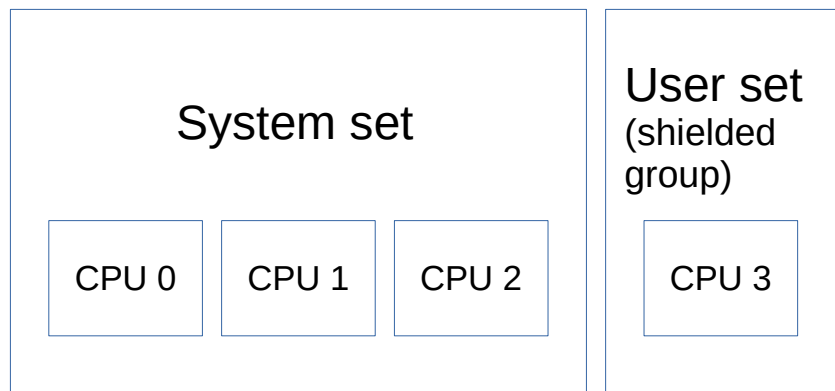 System set
User set
(shielded
group)
CPU 0
CPU 1
CPU 2
CPU 3